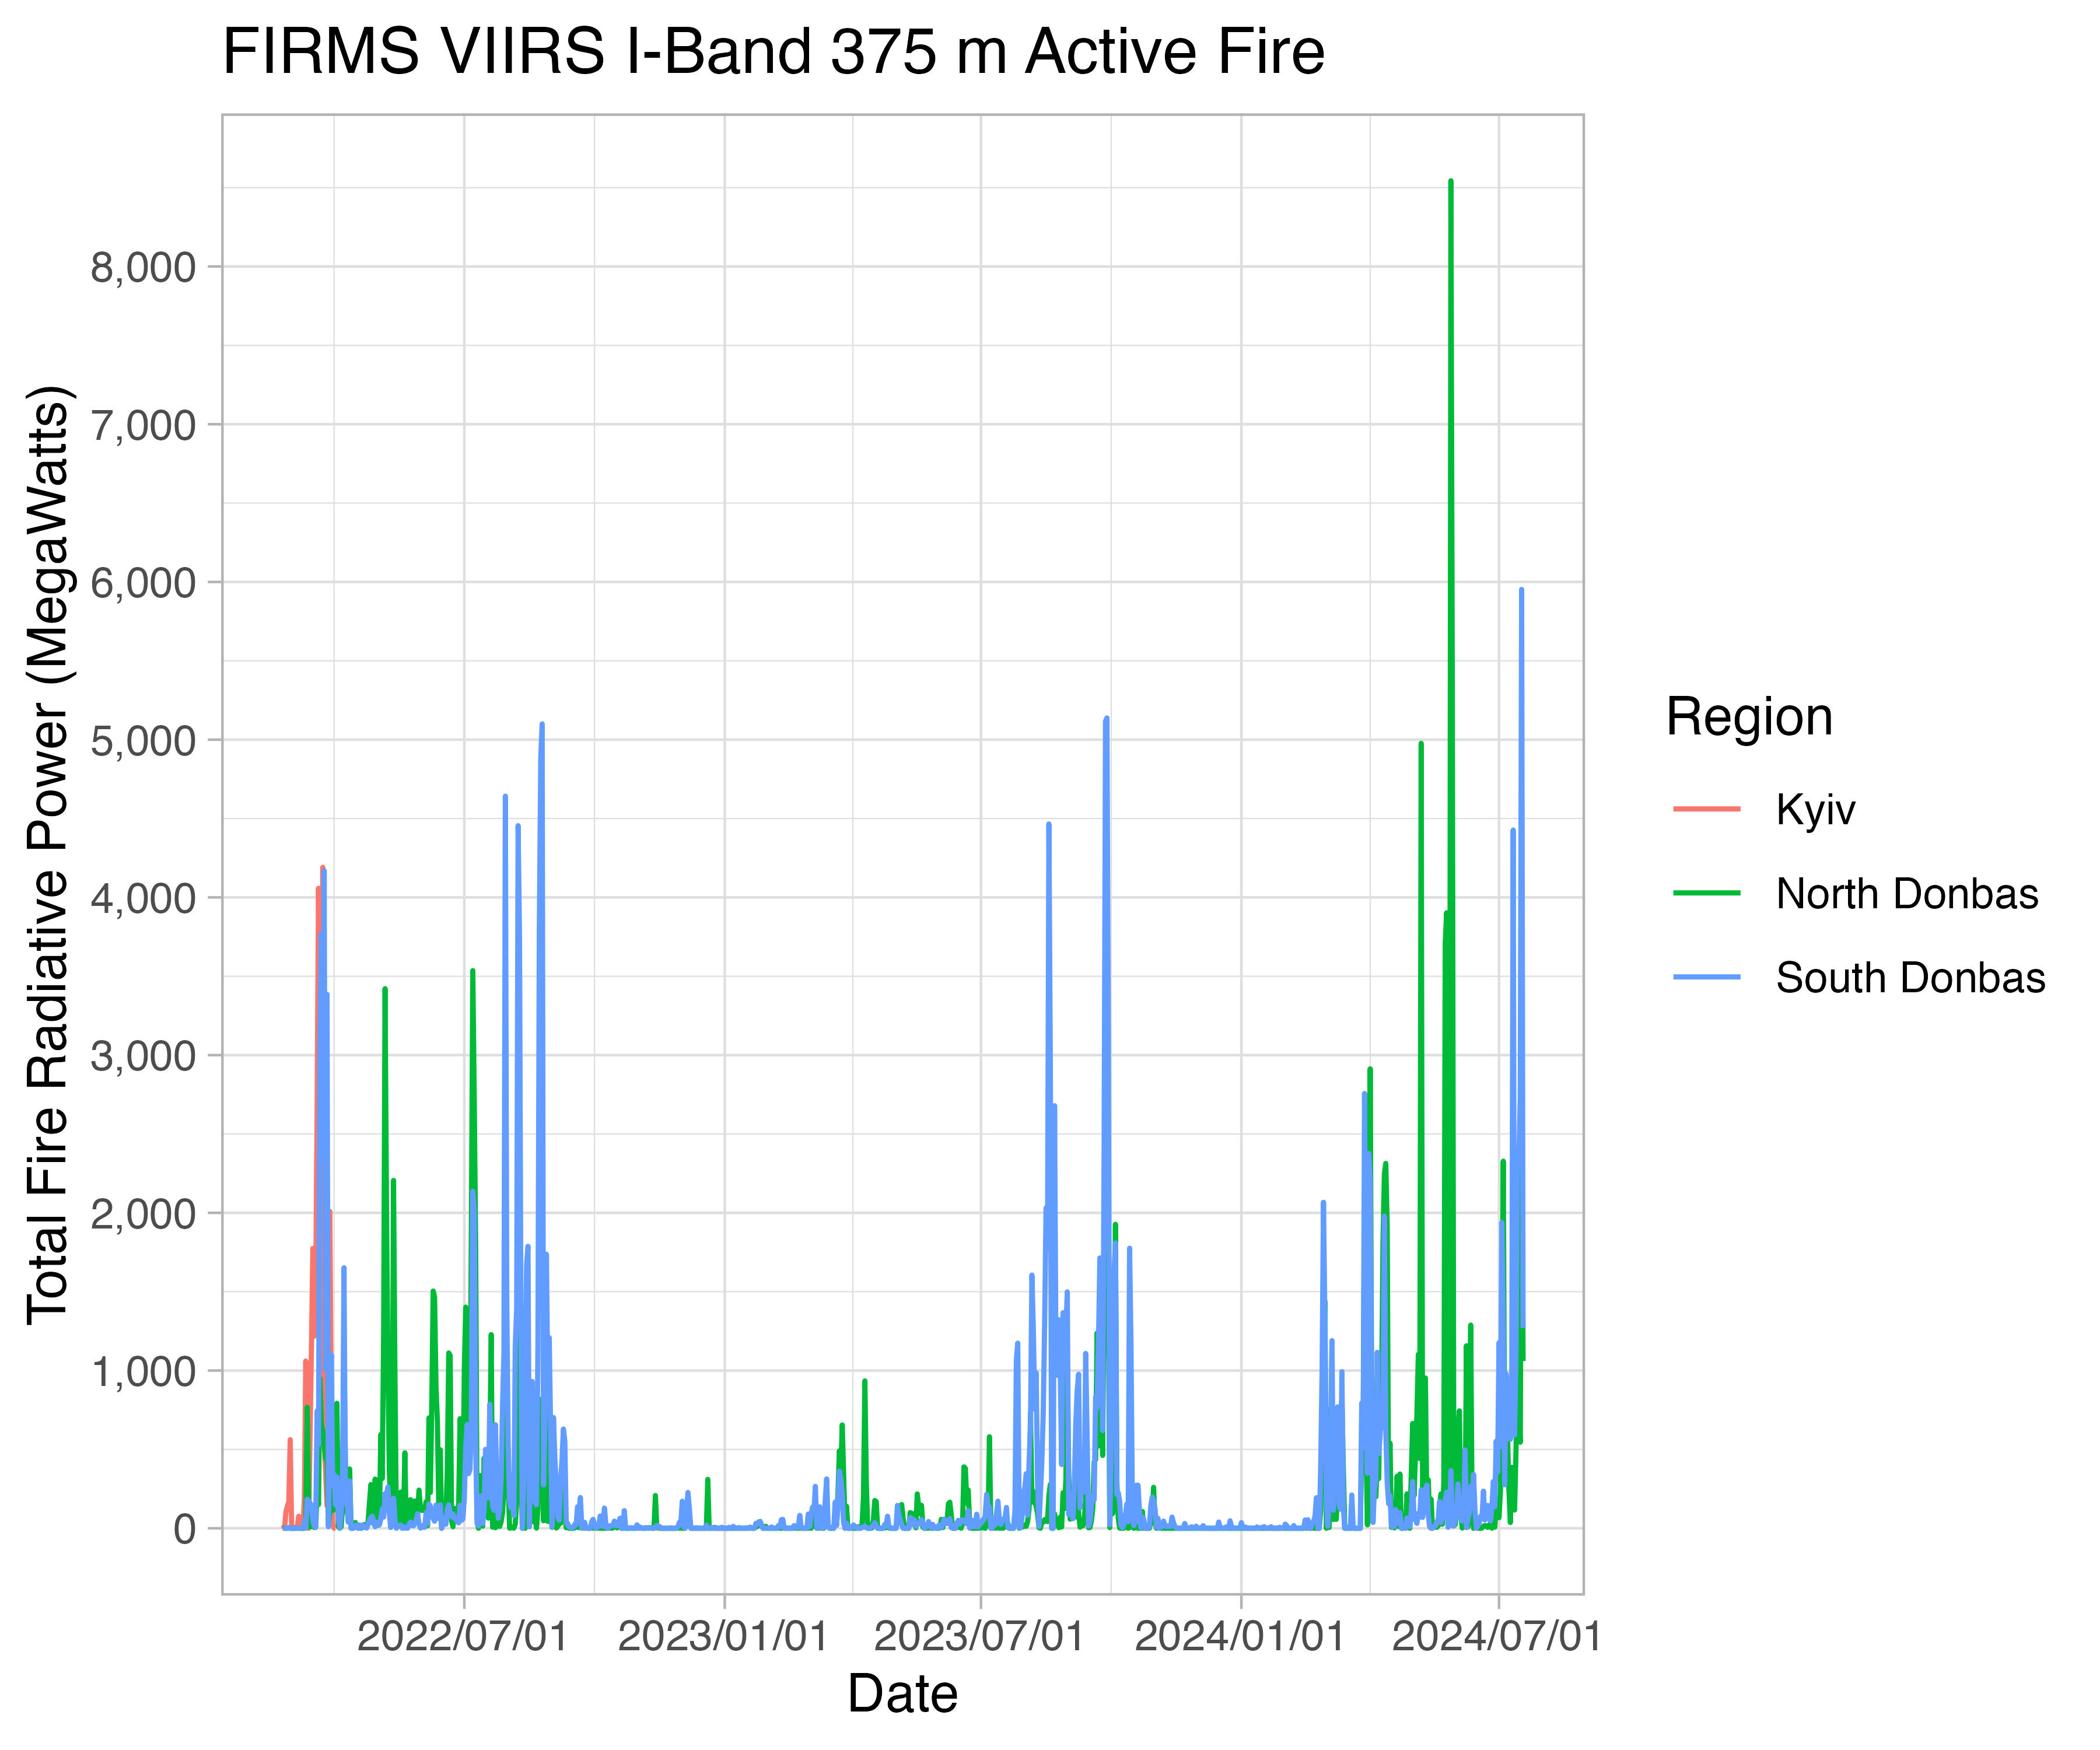 FIRMS VIIRS I-Band 375 m Active Fire
Total Fire Radiative Power (MegaWatts)
8,000
7,000
6,000
5,000
4,000
3,000
2,000
1,000
0
2022/07/01 2023/01/01 2023/07/01 2024/01/01 2024/07/01
Date
Region
Kyiv
North Donbas
South Donbas